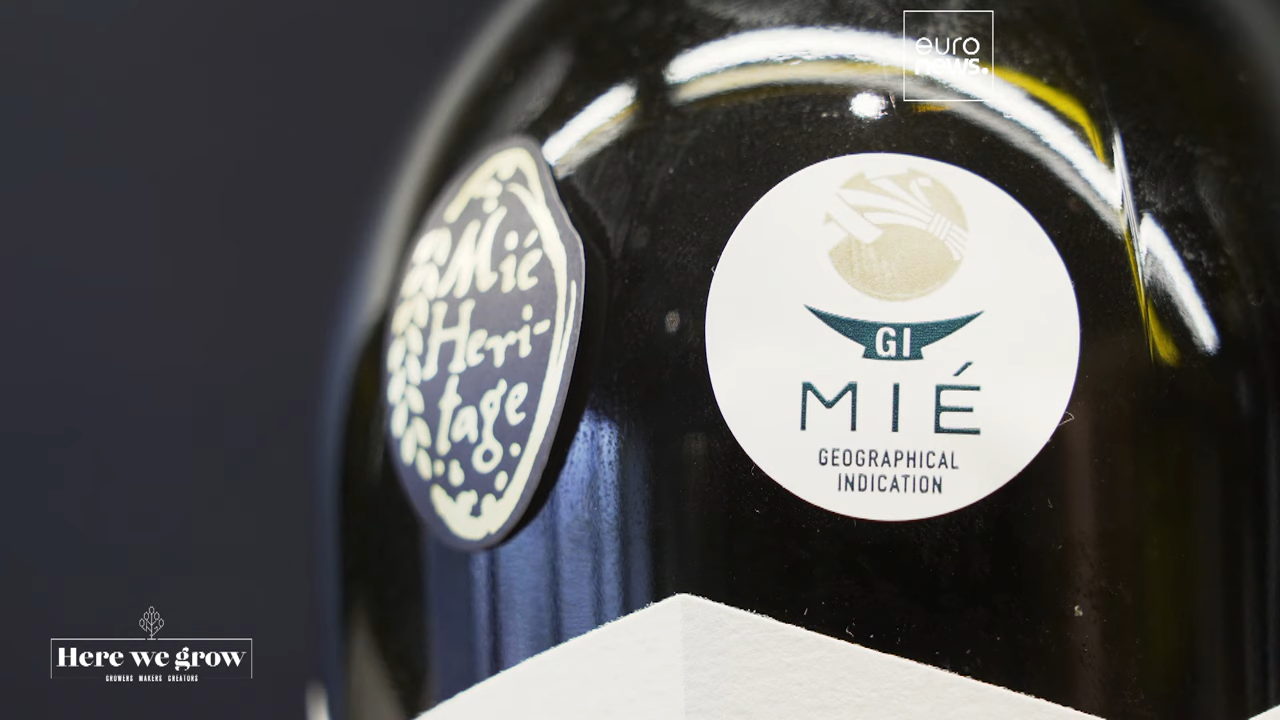 euro
news.
Mié
Heri-
tage
GI
MIÉ
GEOGRAPHICAL
INDICATION
Here we grow
GROWERS MAKERS CREATORS